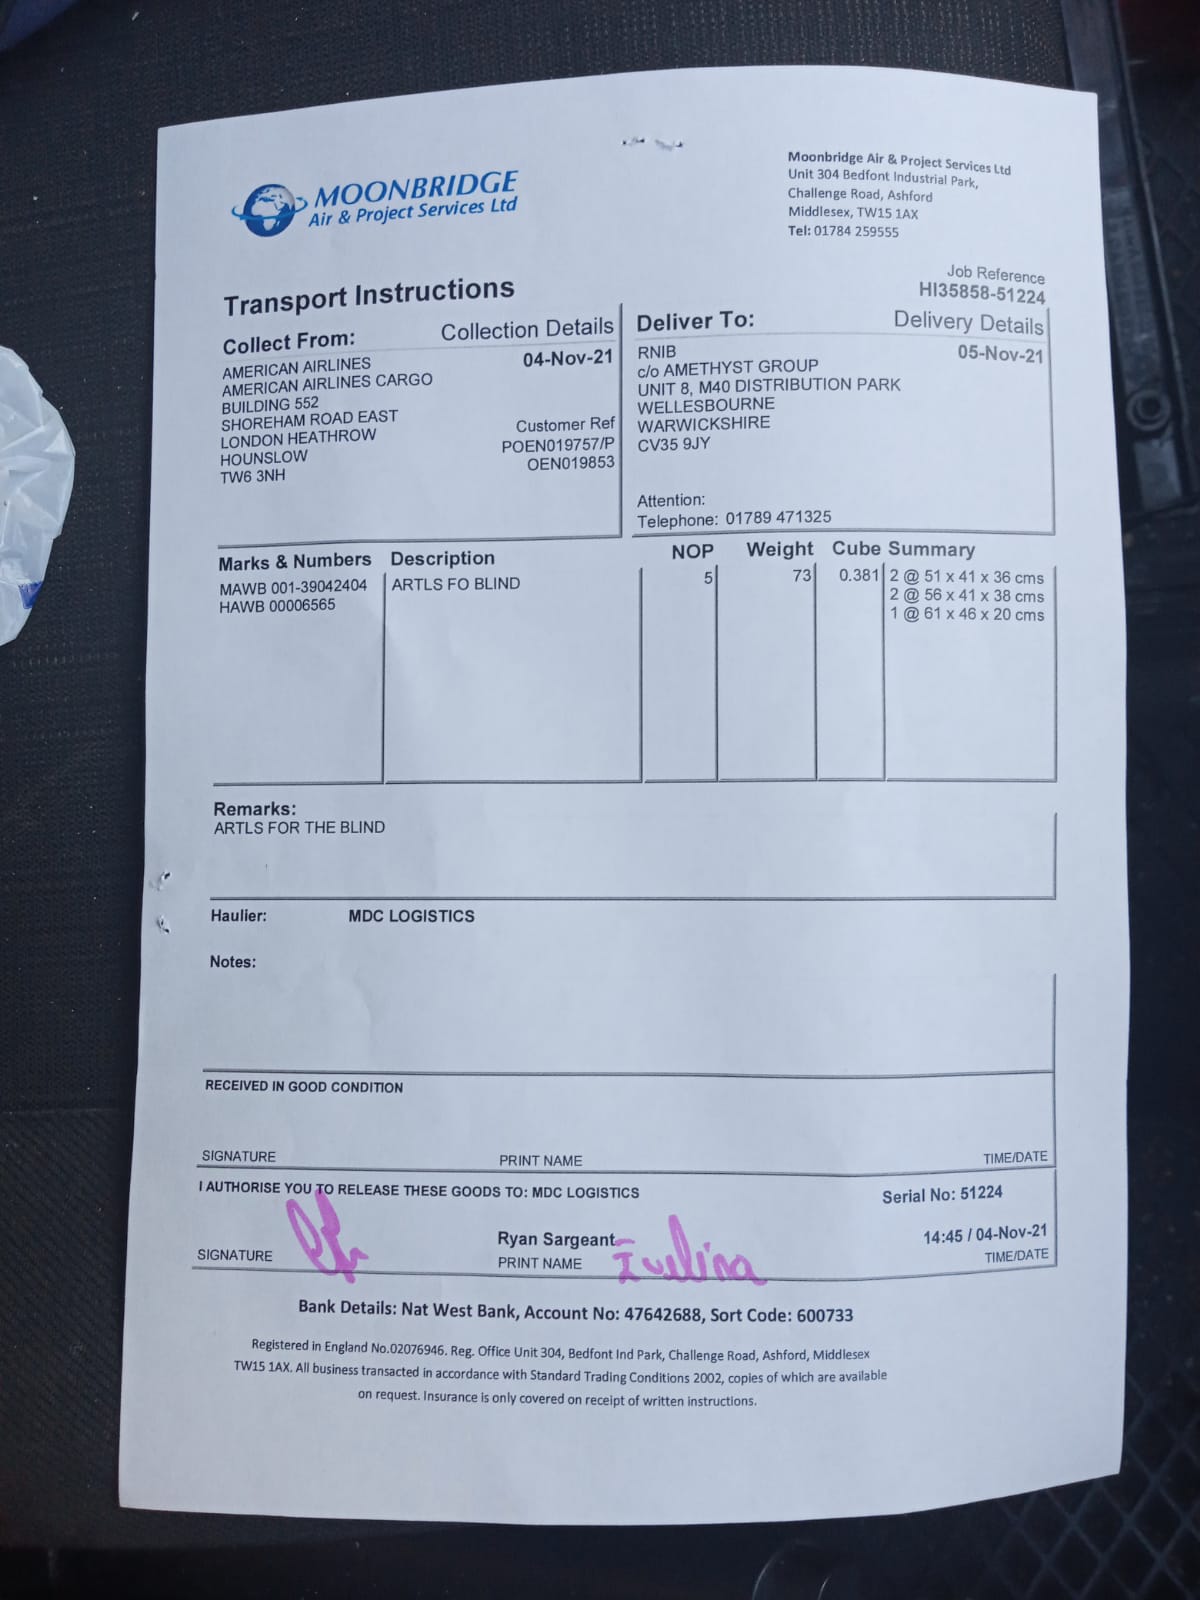 MOONBRIDGE
Air & Project Services Ltd
Moonbridge Air & Project Services Ltd
Unit 304 Bedfont Industrial Park,
Challenge Road, Ashford
Middlesex, TW15 1AX
Tel: 01784 259555
Job Reference
HI35858-51224
Transport Instructions
Collect From: Collection Details
AMERICAN AIRLINES 04-Nov-21
AMERICAN AIRLINES CARGO
BUILDING 552
SHOREHAM ROAD EAST
LONDON HEATHROW
HOUNSLOW
TW6 3NH
Customer Ref
POEN019757/P
OEN019853
Deliver To: Delivery Details
RNIB 05-Nov-21
c/o AMETHYST GROUP
UNIT 8, M40 DISTRIBUTION PARK
WELLESBOURNE
WARWICKSHIRE
CV35 9JY
Attention:
Telephone: 01789 471325
Marks & Numbers Description NOP Weight Cube Summary
MAWB 001-39042404 ARTLS FO BLIND 5 73 0.381 2 @ 51 x 41 x 36 cms
HAWB 00006565 2 @ 56 x 41 x 38 cms
1 @ 61 x 46 x 20 cms
Remarks:
ARTLS FOR THE BLIND
Haulier: MDC LOGISTICS
Notes:
RECEIVED IN GOOD CONDITION
SIGNATURE PRINT NAME TIME/DATE
I AUTHORISE YOU TO RELEASE THESE GOODS TO: MDC LOGISTICS Serial No: 51224
Ryan Sargeant 14:45 / 04-Nov-21
SIGNATURE PRINT NAME Evelina TIME/DATE
Bank Details: Nat West Bank, Account No: 47642688, Sort Code: 600733
Registered in England No.02076946. Reg. Office Unit 304, Bedfont Ind Park, Challenge Road, Ashford, Middlesex
TW15 1AX. All business transacted in accordance with Standard Trading Conditions 2002, copies of which are available
on request. Insurance is only covered on receipt of written instructions.